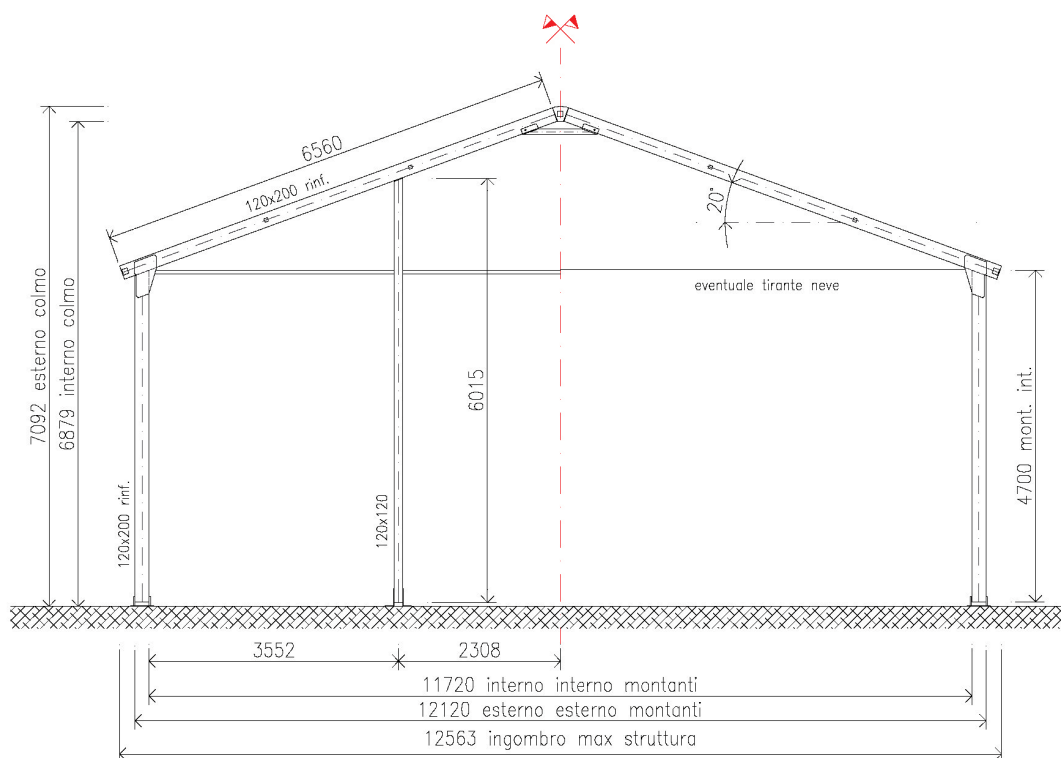 6560
120x200 rinf.
20°
7092 esterno colmo
6879 interno colmo
eventuale tirante neve
6015
4700 mont. int.
120x200 rinf.
120x120
3552
2308
11720 interno interno montanti
12120 esterno esterno montanti
12563 ingombro max struttura